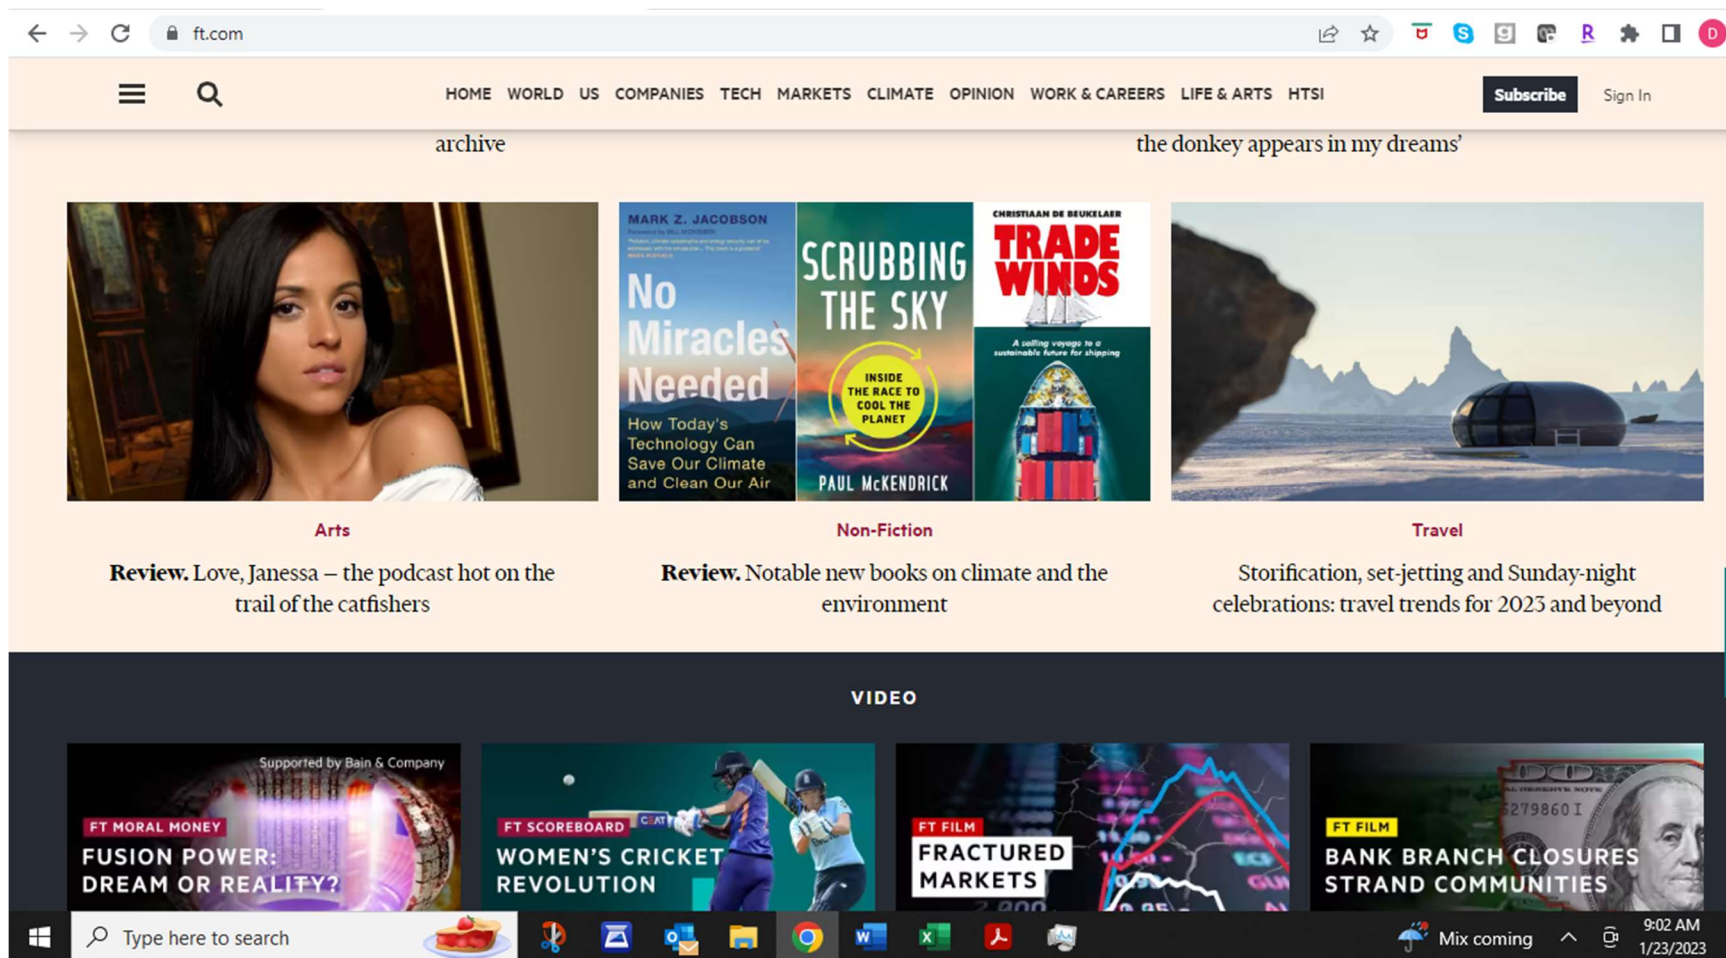 ft.com
D
HOME WORLD US COMPANIES TECH MARKETS CLIMATE OPINION WORK & CAREERS LIFE & ARTS HTSI
Subscribe
Sign In
archive
the donkey appears in my dreams’
MARK Z. JACOBSON
No
Miracles
Needed
How Today's
Technology Can
Save Our Climate
and Clean Our Air
SCRUBBING
THE SKY
INSIDE
THE RACE TO
COOL THE
PLANET
PAUL McKENDRICK
CHRISTIAAN DE BEUKELAER
TRADE
WINDS
A sailing voyage to a
sustainable future for shipping
Arts
Review. Love, Janessa – the podcast hot on the
trail of the catfishers
Non-Fiction
Review. Notable new books on climate and the
environment
Travel
Storification, set-jetting and Sunday-night
celebrations: travel trends for 2023 and beyond
VIDEO
Supported by Bain & Company
FT MORAL MONEY
FUSION POWER:
DREAM OR REALITY?
CEAT
FT SCOREBOARD
WOMEN’S CRICKET
REVOLUTION
FT FILM
FRACTURED
MARKETS
FT FILM
BANK BRANCH CLOSURES
STRAND COMMUNITIES
Type here to search
Mix coming
9:02 AM
1/23/2023